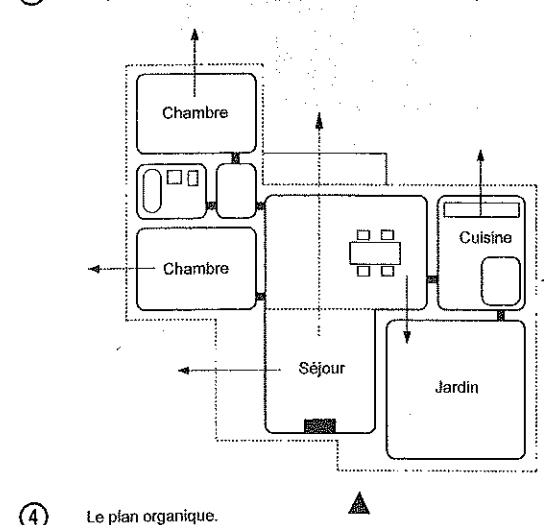 Chambre
Cuisine
Chambre
Séjour
Jardin
④ Le plan organique.